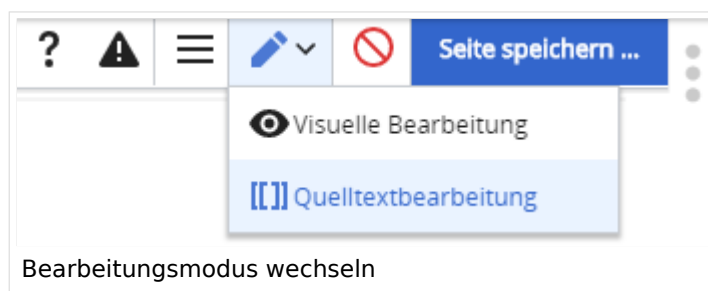 ? Seite speichern ...
Visuelle Bearbeitung
[[ ]] Quelltextbearbeitung
Bearbeitungsmodus wechseln